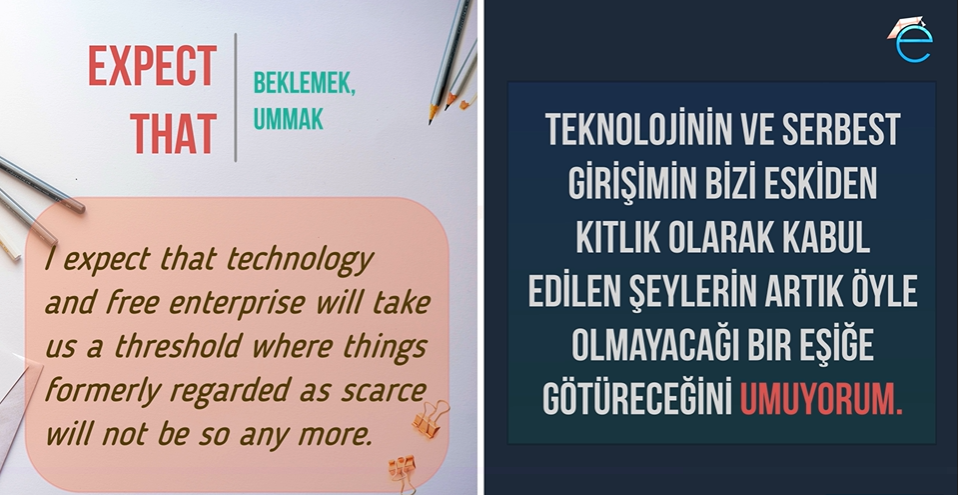 EXPECT
THAT
BEKLEMEK,
UMMAK
I expect that technology
and free enterprise will take
us a threshold where things
formerly regarded as scarce
will not be so any more.
e
TEKNOLOJİNİN VE SERBEST
GİRİŞİMİN BİZİ ESKİDEN
KITLIK OLARAK KABUL
EDİLEN ŞEYLERİN ARTIK ÖYLE
OLMAYACAĞI BIR EŞİĞE
GÖTÜRECEĞİNİ UMUYORUM.